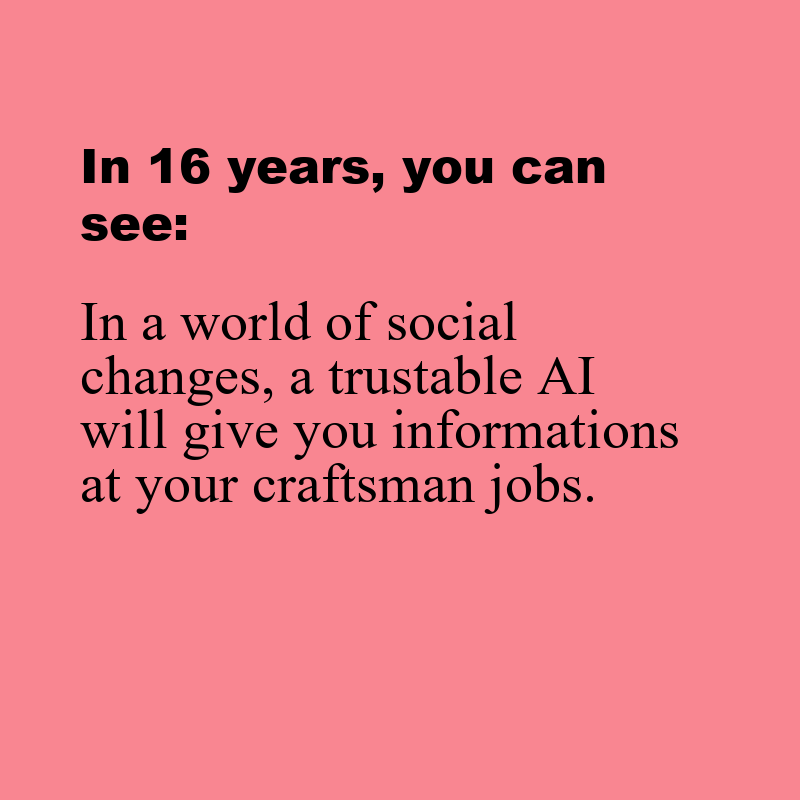 In 16 years, you can
see:
In a world of social
changes, a trustable AI
will give you informations
at your craftsman jobs.